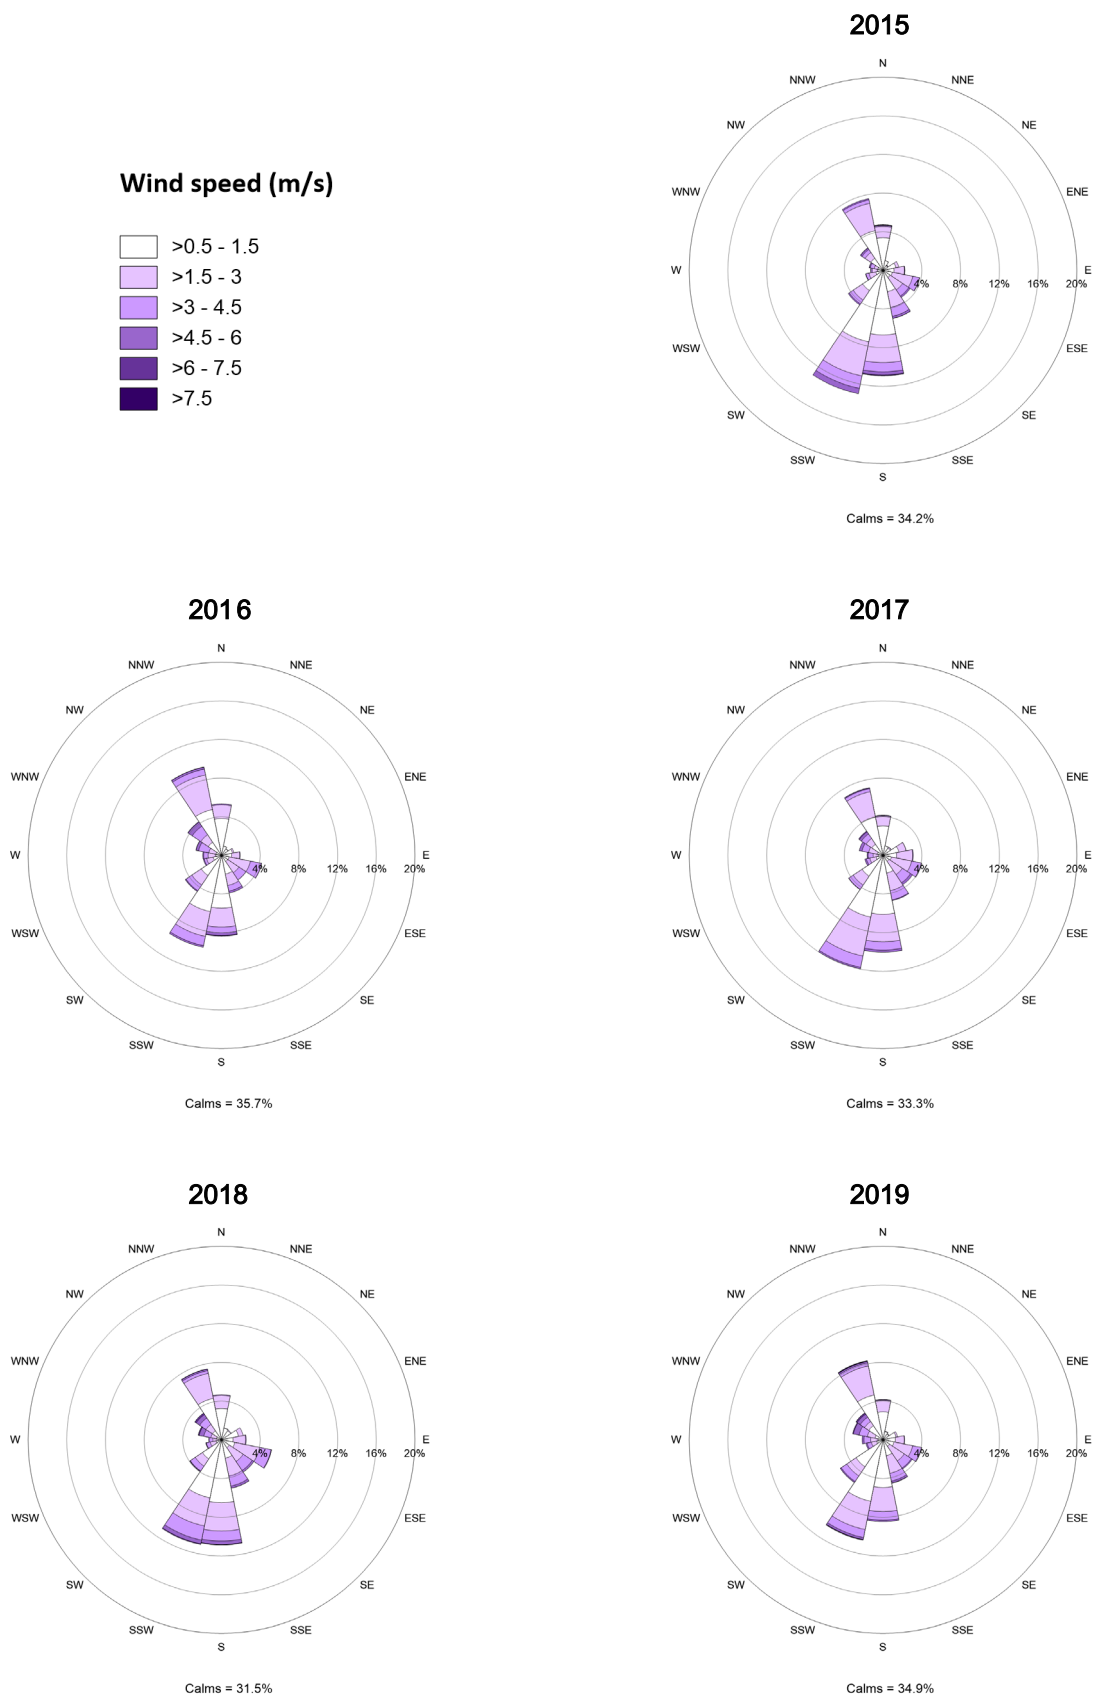 2015
Wind speed (m/s)
>0.5 - 1.5
>1.5 - 3
>3 - 4.5
>4.5 - 6
>6 - 7.5
>7.5
N
NNW NNE
NW NE
WNW ENE
W E
4% 8% 12% 16% 20%
WSW ESE
SW SE
SSW SSE
S
Calms = 34.2%
2016
N
NNW NNE
NW NE
WNW ENE
W E
4% 8% 12% 16% 20%
WSW ESE
SW SE
SSW SSE
S
Calms = 35.7%
2017
N
NNW NNE
NW NE
WNW ENE
W E
4% 8% 12% 16% 20%
WSW ESE
SW SE
SSW SSE
S
Calms = 33.3%
2018
N
NNW NNE
NW NE
WNW ENE
W E
4% 8% 12% 16% 20%
WSW ESE
SW SE
SSW SSE
S
Calms = 31.5%
2019
N
NNW NNE
NW NE
WNW ENE
W E
4% 8% 12% 16% 20%
WSW ESE
SW SE
SSW SSE
S
Calms = 34.9%